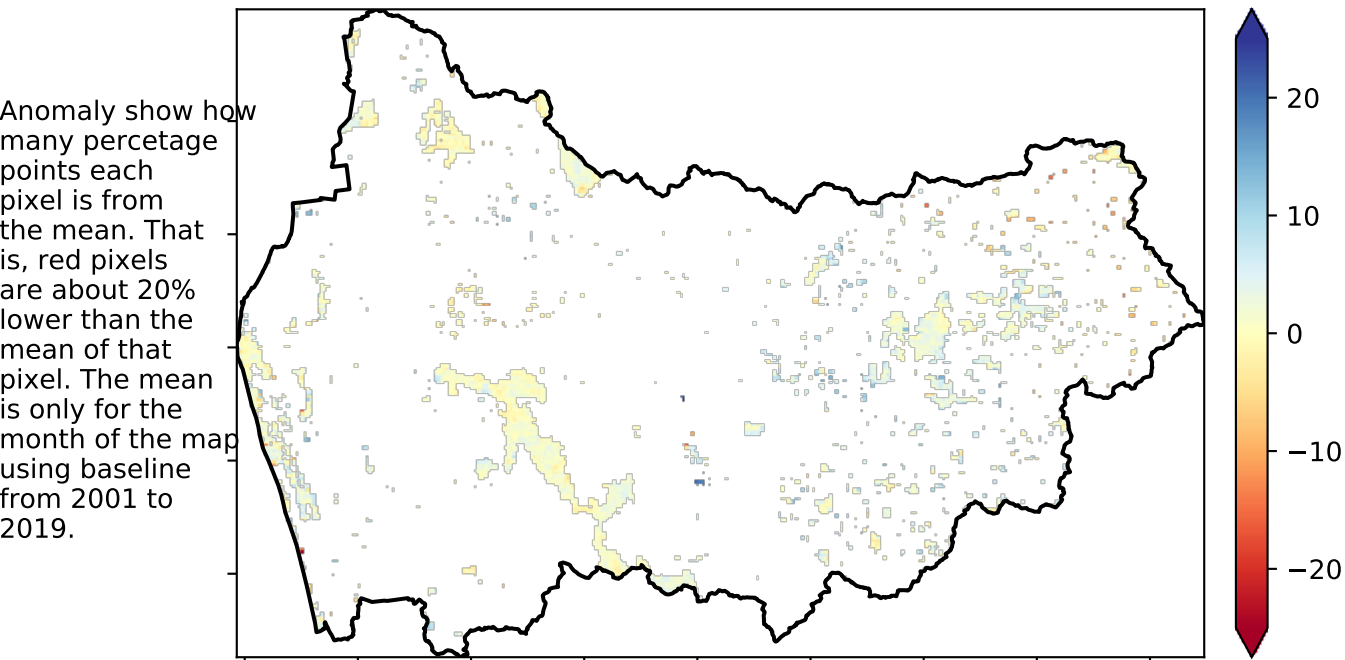 Anomaly show how
many percetage
points each
pixel is from
the mean. That
is, red pixels
are about 20%
lower than the
mean of that
pixel. The mean
is only for the
month of the map
using baseline
from 2001 to
2019.
20
10
0
−10
−20